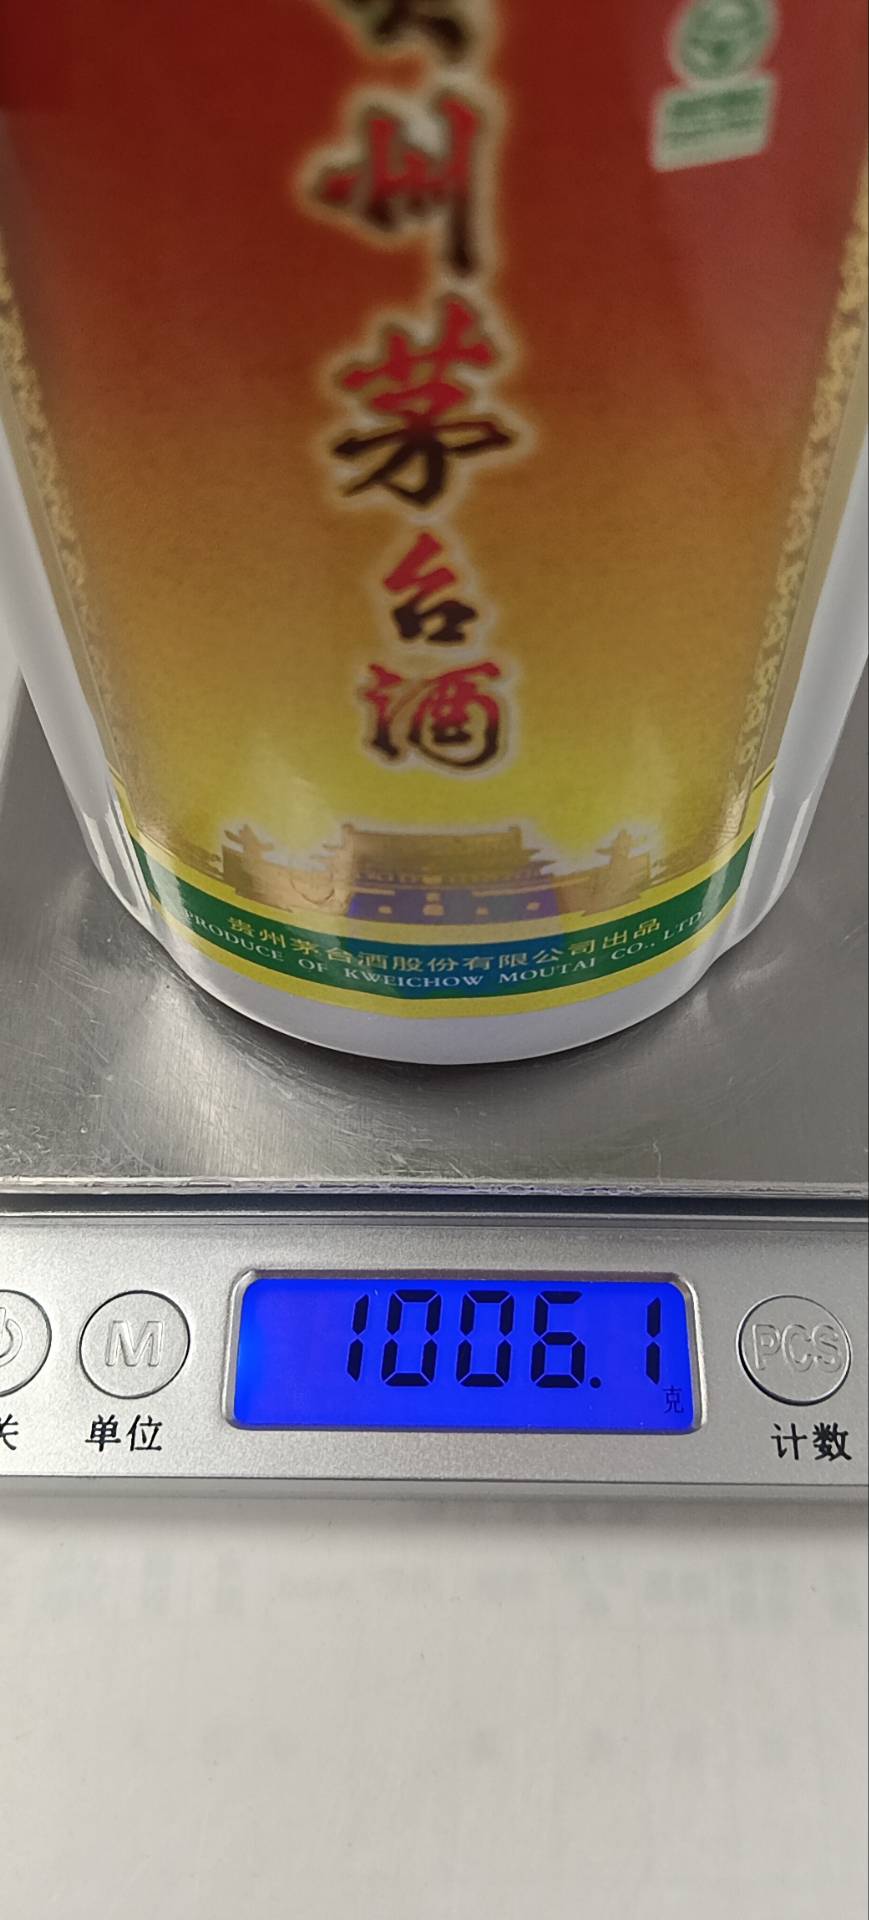 州
茅
台
酒
贵州茅台酒股份有限公司出品
PRODUCE OF KWEICHOW MOUTAI CO., LTD.
M
1006.1
克
PCS
关
单位
计数